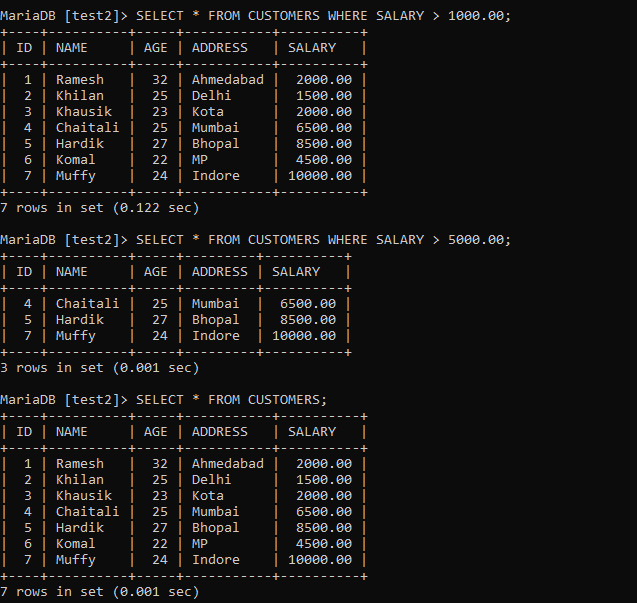 MariaDB [test2]> SELECT * FROM CUSTOMERS WHERE SALARY > 1000.00;
+----+----------+-----+-----------+----------+
| ID | NAME     | AGE | ADDRESS   | SALARY   |
+----+----------+-----+-----------+----------+
|  1 | Ramesh   |  32 | Ahmedabad |  2000.00 |
|  2 | Khilan   |  25 | Delhi     |  1500.00 |
|  3 | Khausik  |  23 | Kota      |  2000.00 |
|  4 | Chaitali |  25 | Mumbai    |  6500.00 |
|  5 | Hardik   |  27 | Bhopal    |  8500.00 |
|  6 | Komal    |  22 | MP        |  4500.00 |
|  7 | Muffy    |  24 | Indore    | 10000.00 |
+----+----------+-----+-----------+----------+
7 rows in set (0.122 sec)

MariaDB [test2]> SELECT * FROM CUSTOMERS WHERE SALARY > 5000.00;
+----+----------+-----+---------+----------+
| ID | NAME     | AGE | ADDRESS | SALARY   |
+----+----------+-----+---------+----------+
|  4 | Chaitali |  25 | Mumbai  |  6500.00 |
|  5 | Hardik   |  27 | Bhopal  |  8500.00 |
|  7 | Muffy    |  24 | Indore  | 10000.00 |
+----+----------+-----+---------+----------+
3 rows in set (0.001 sec)

MariaDB [test2]> SELECT * FROM CUSTOMERS;
+----+----------+-----+-----------+----------+
| ID | NAME     | AGE | ADDRESS   | SALARY   |
+----+----------+-----+-----------+----------+
|  1 | Ramesh   |  32 | Ahmedabad |  2000.00 |
|  2 | Khilan   |  25 | Delhi     |  1500.00 |
|  3 | Khausik  |  23 | Kota      |  2000.00 |
|  4 | Chaitali |  25 | Mumbai    |  6500.00 |
|  5 | Hardik   |  27 | Bhopal    |  8500.00 |
|  6 | Komal    |  22 | MP        |  4500.00 |
|  7 | Muffy    |  24 | Indore    | 10000.00 |
+----+----------+-----+-----------+----------+
7 rows in set (0.001 sec)